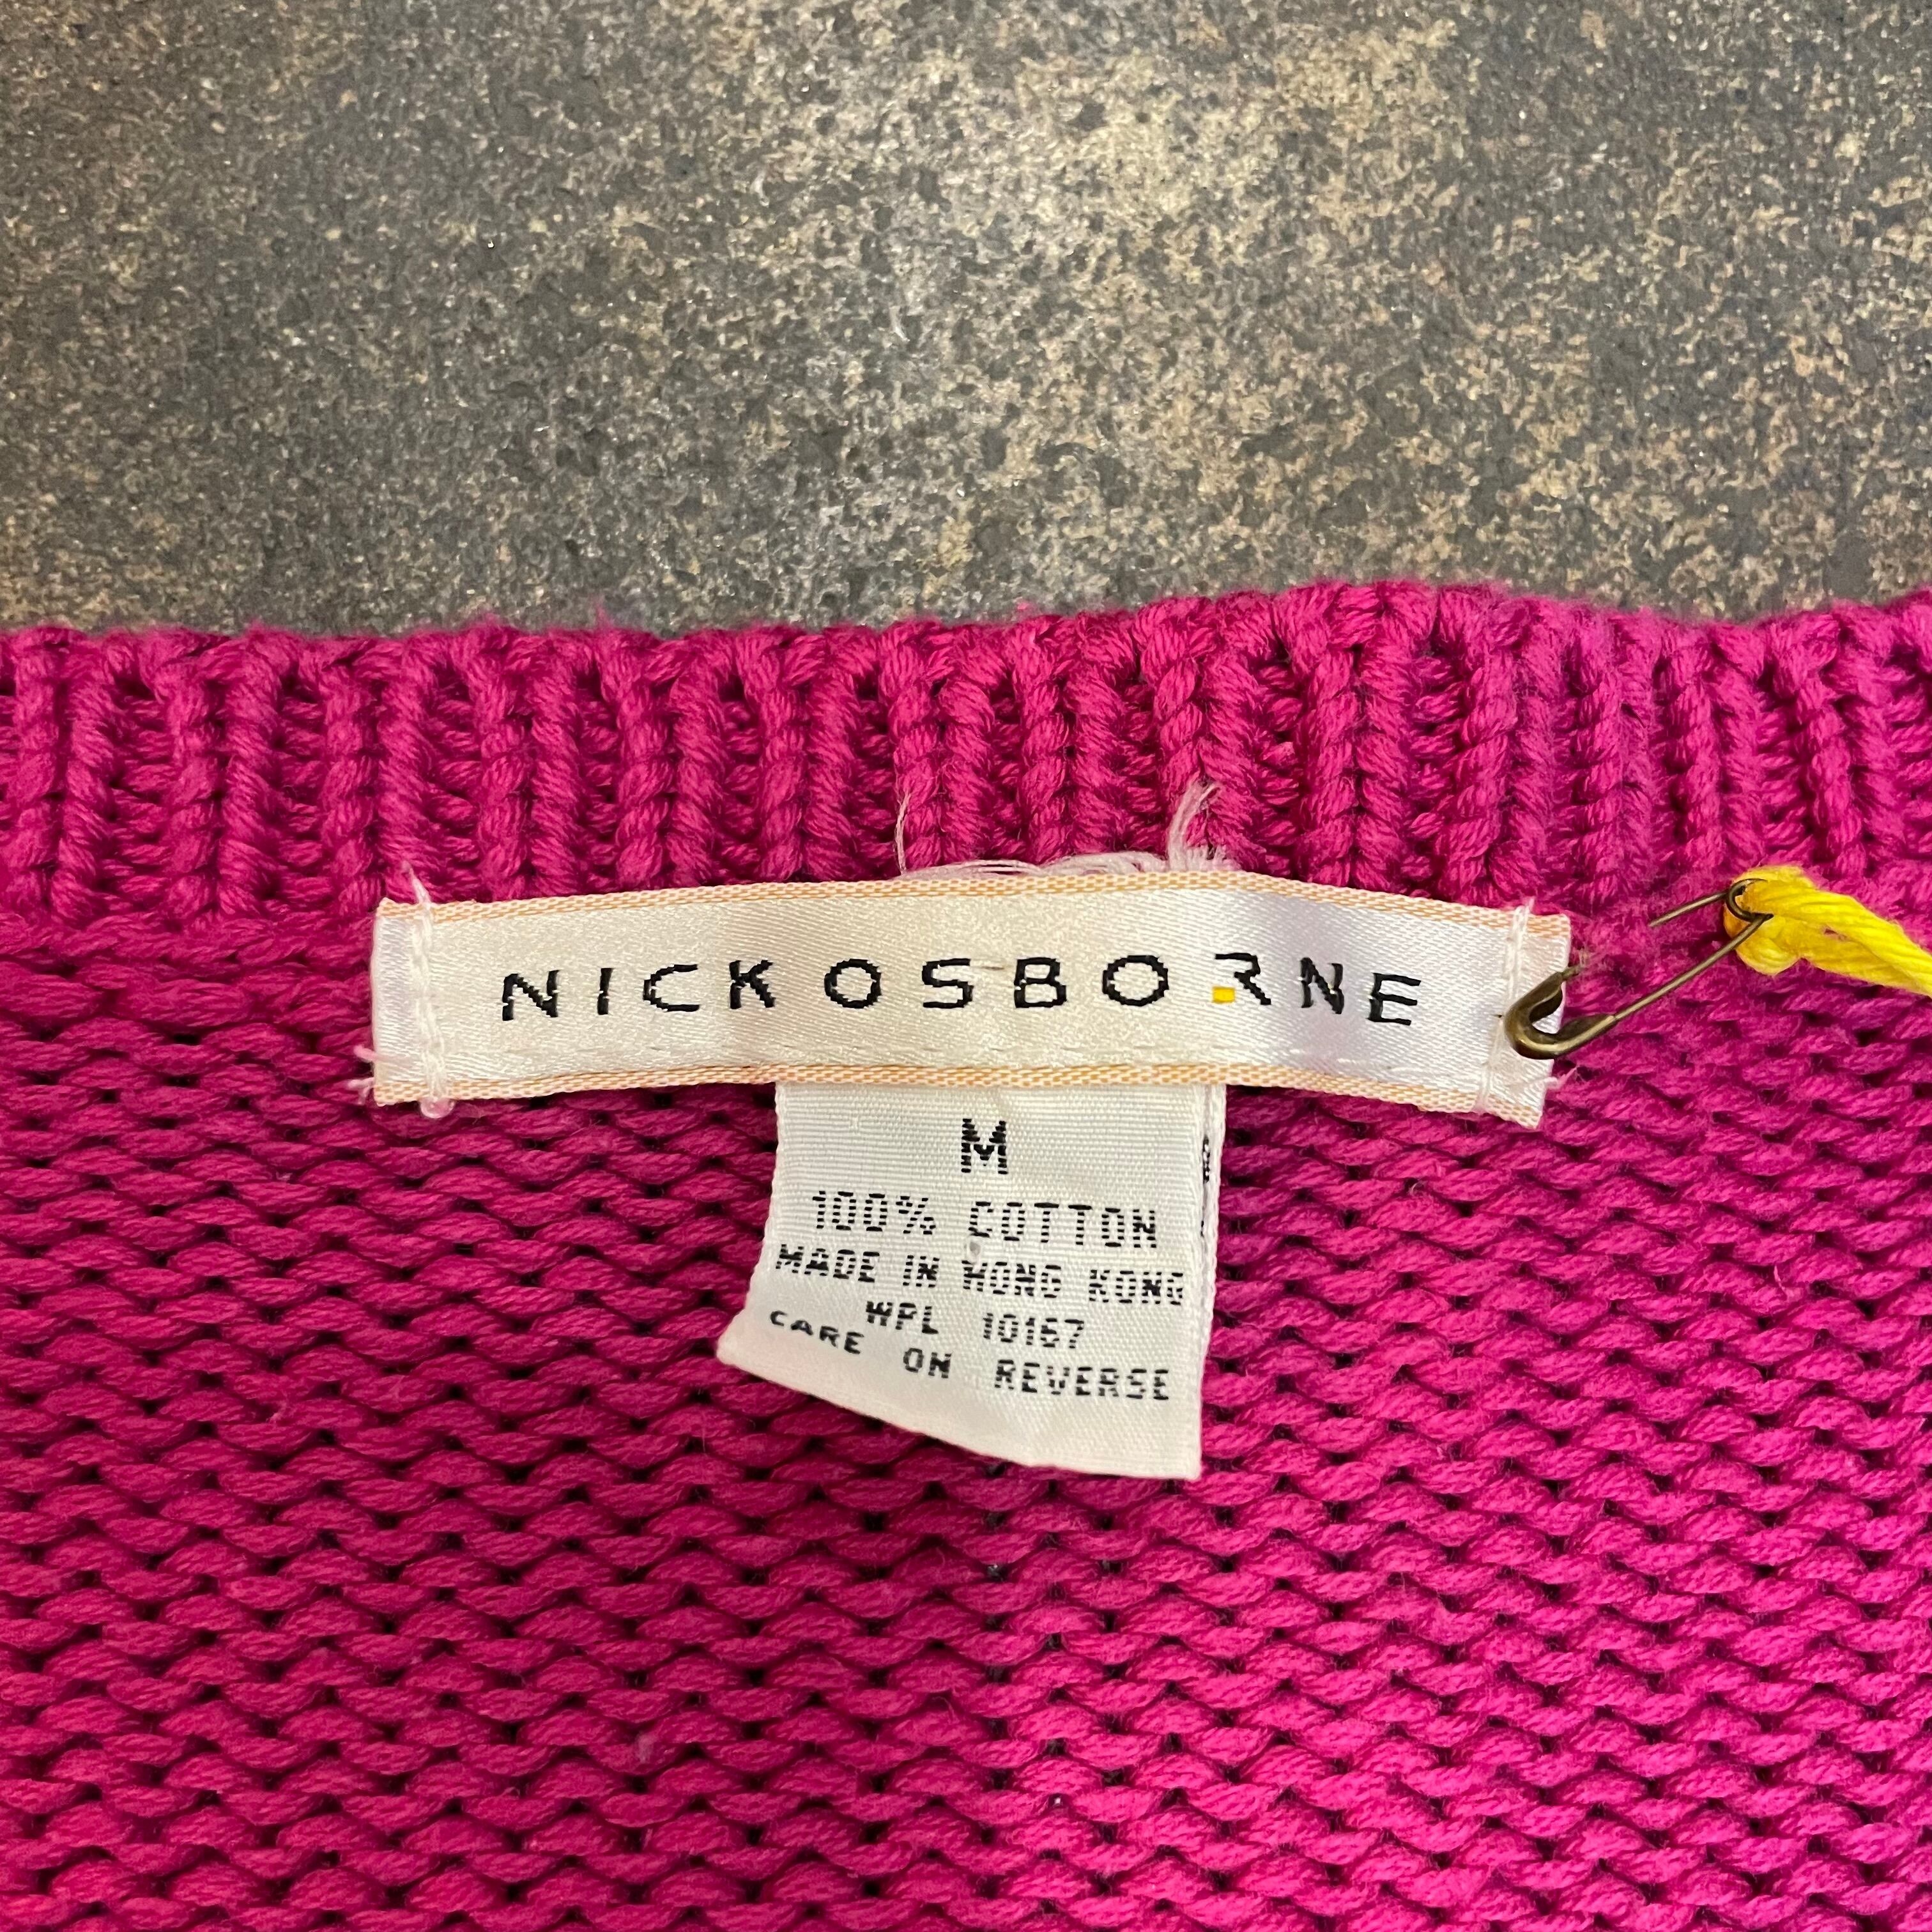 NICK OSBORNE
M
100% COTTON
MADE IN HONG KONG
WPL 10167
CARE ON REVERSE